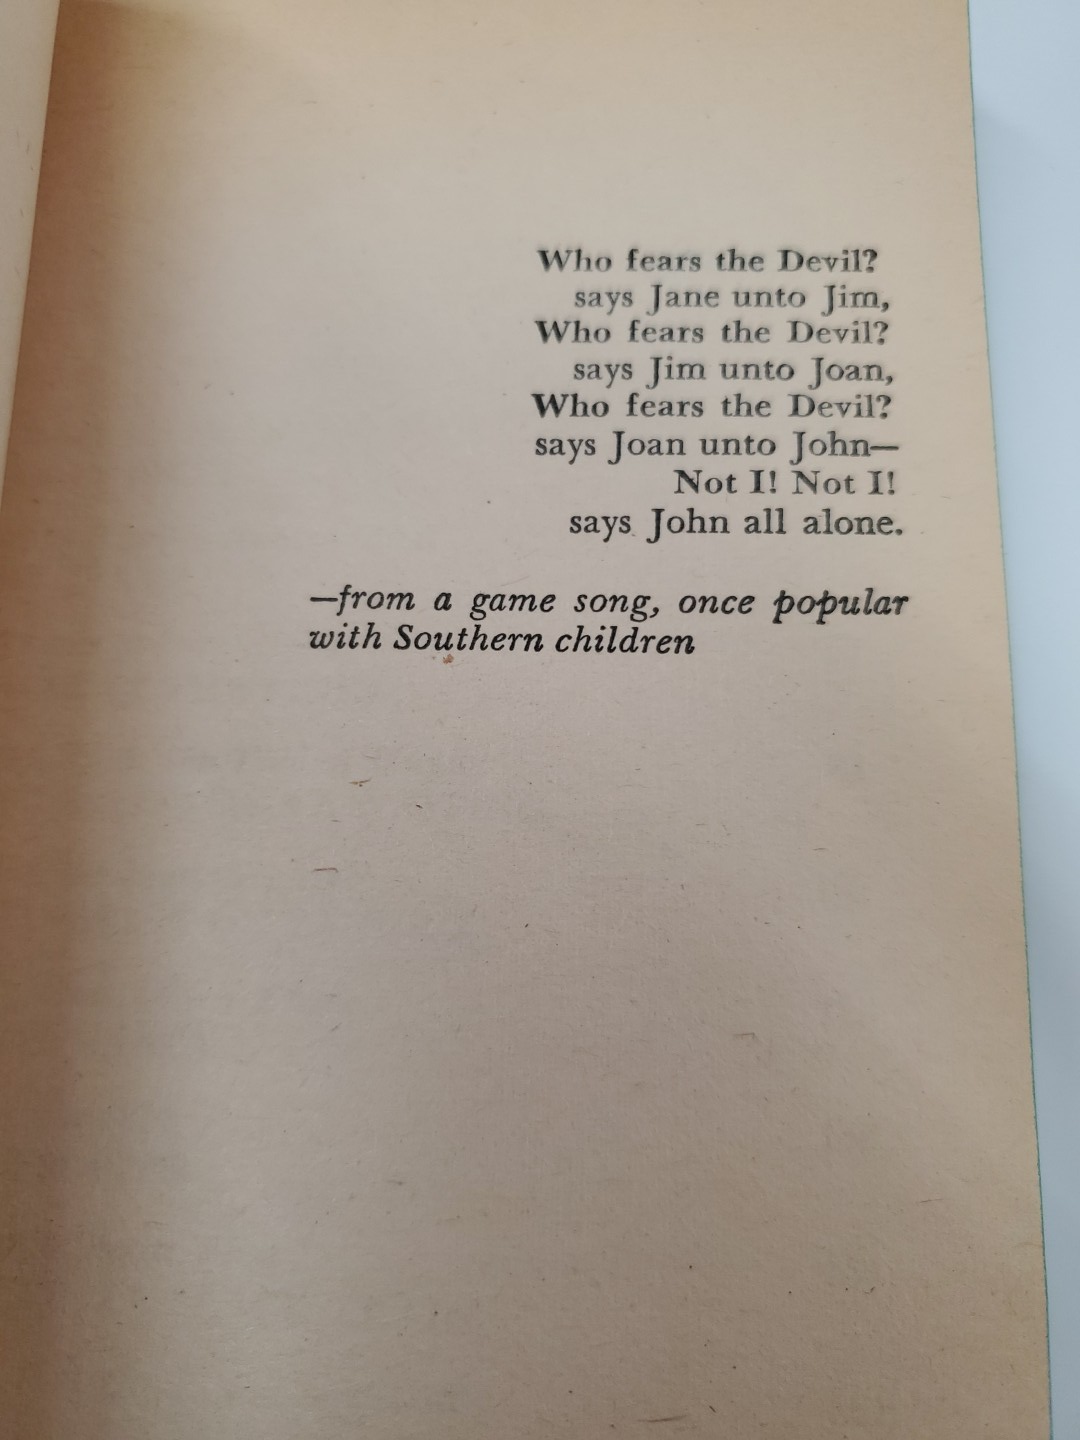 Who fears the Devil?
says Jane unto Jim,
Who fears the Devil?
says Jim unto Joan,
Who fears the Devil?
says Joan unto John—
Not I! Not I!
says John all alone.
—from a game song, once popular
with Southern children